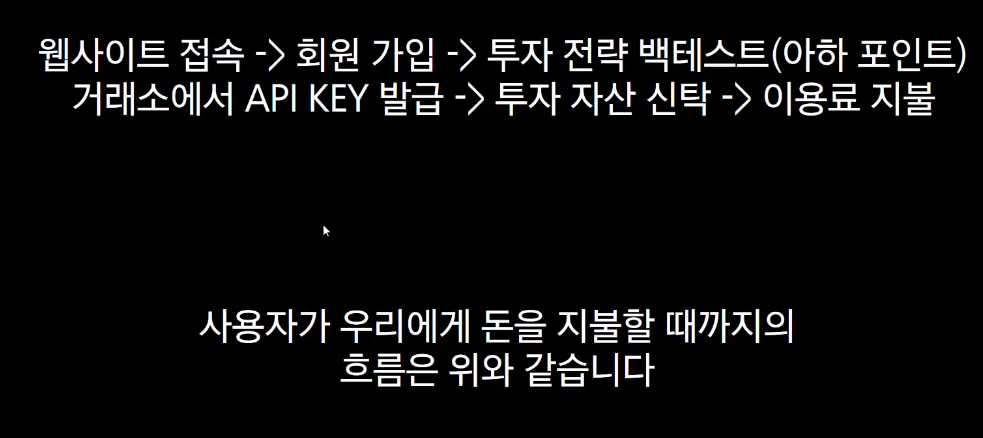 웹사이트 접속 -> 회원 가입 -> 투자 전략 백테스트(아하 포인트)
거래소에서 API KEY 발급 -> 투자 자산 신탁 -> 이용료 지불
사용자가 우리에게 돈을 지불할 때까지의
흐름은 위와 같습니다